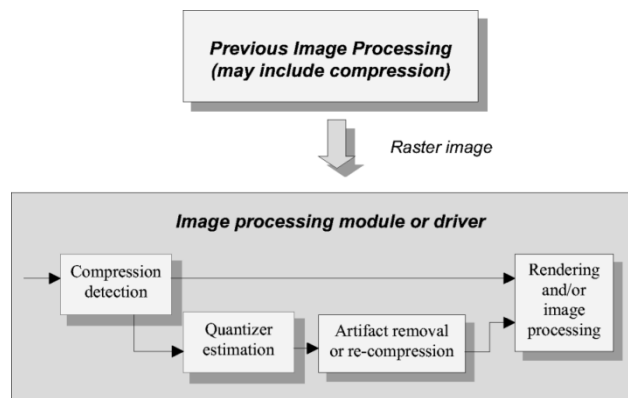 Previous Image Processing
(may include compression)
Raster image
Image processing module or driver
Compression
detection
Rendering
and/or
image
processing
Quantizer
estimation
Artifact removal
or re-compression